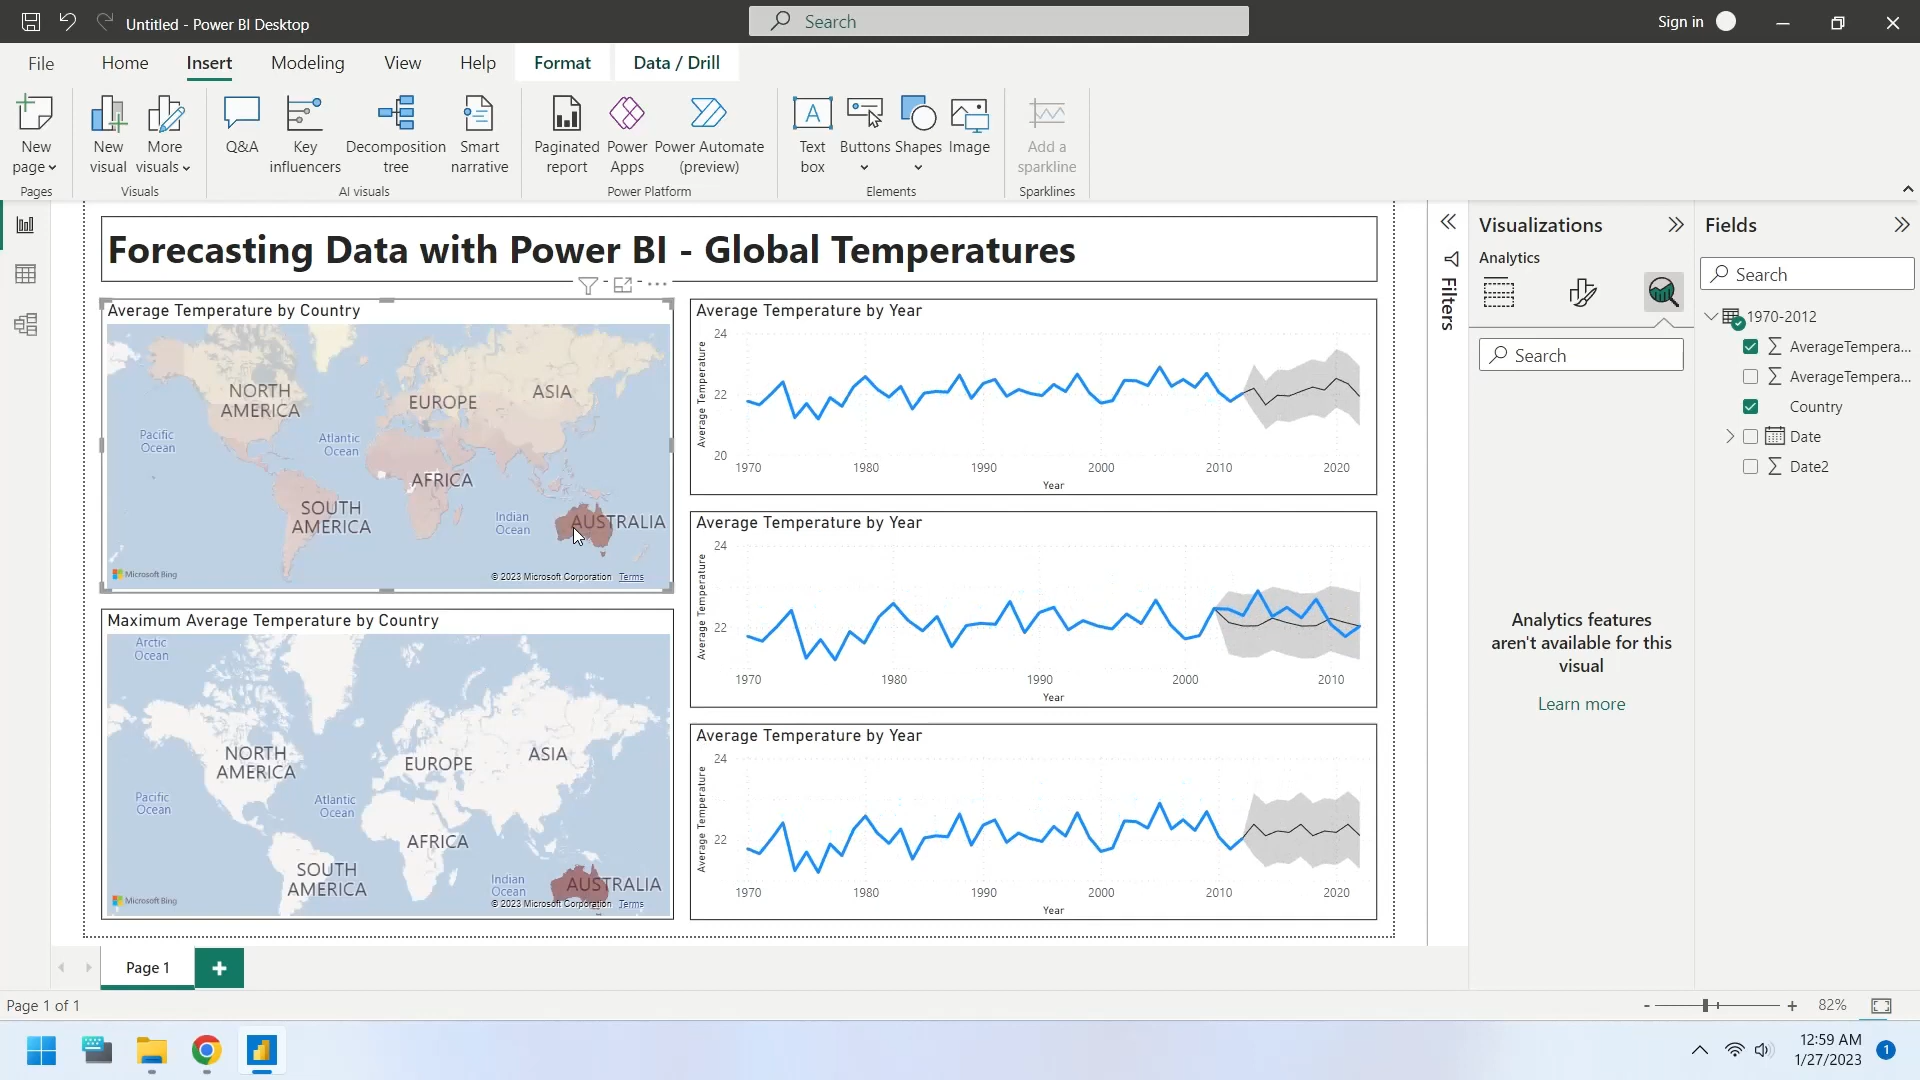 Untitled - Power BI Desktop
Search
Sign in
File Home Insert Modeling View Help Format Data / Drill
New page
New visual
More visuals
Q&A
Key influencers
Decomposition tree
Smart narrative
Paginated report
Power Apps
Power Automate (preview)
Text box
Buttons
Shapes
Image
Add a sparkline
Pages
Visuals
AI visuals
Power Platform
Elements
Sparklines
Forecasting Data with Power BI - Global Temperatures
Average Temperature by Country
NORTH AMERICA
EUROPE
ASIA
Pacific Ocean
Atlantic Ocean
AFRICA
SOUTH AMERICA
Indian Ocean
AUSTRALIA
Microsoft Bing
© 2023 Microsoft Corporation Terms
Maximum Average Temperature by Country
Arctic Ocean
NORTH AMERICA
EUROPE
ASIA
Pacific Ocean
Atlantic Ocean
AFRICA
SOUTH AMERICA
Indian Ocean
AUSTRALIA
Microsoft Bing
© 2023 Microsoft Corporation Terms
Average Temperature by Year
Average Temperature
24
22
20
1970 1980 1990 2000 2010 2020
Year
Average Temperature by Year
Average Temperature
24
22
1970 1980 1990 2000 2010
Year
Average Temperature by Year
Average Temperature
24
22
1970 1980 1990 2000 2010 2020
Year
Filters
Visualizations
Analytics
Search
Analytics features
aren't available for this
visual
Learn more
Fields
Search
1970-2012
AverageTempera...
AverageTempera...
Country
Date
Date2
Page 1
+
Page 1 of 1
- + 82%
12:59 AM
1/27/2023
1